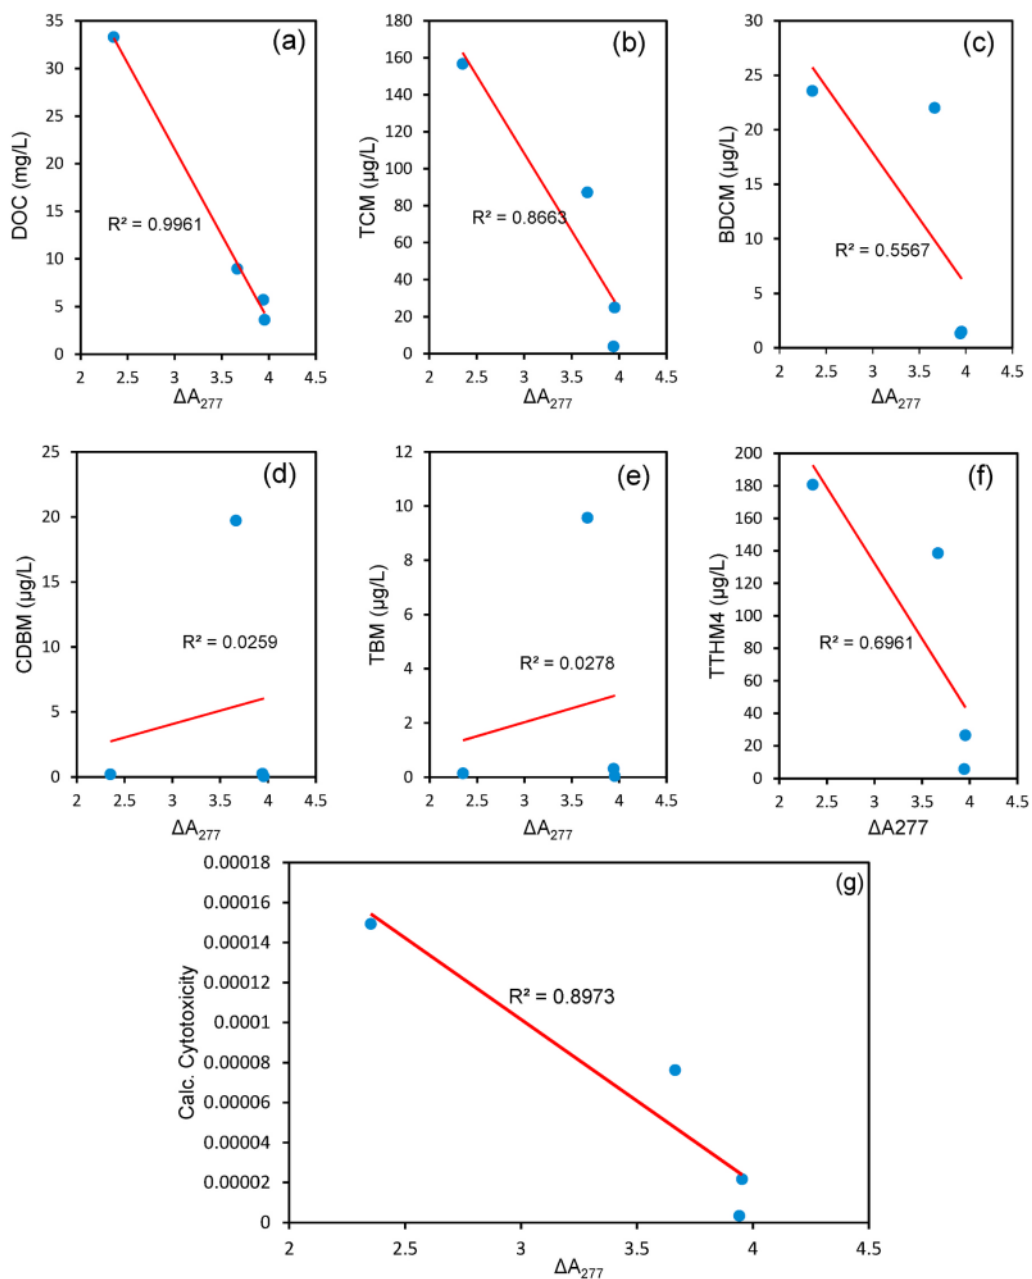 (a)
DOC (mg/L)
35
30
25
20
15
10
5
0
R² = 0.9961
2 2.5 3 3.5 4 4.5
ΔA₂₇₇
(b)
TCM (µg/L)
180
160
140
120
100
80
60
40
20
0
R² = 0.8663
2 2.5 3 3.5 4 4.5
ΔA₂₇₇
(c)
BDCM (µg/L)
30
25
20
15
10
5
0
R² = 0.5567
2 2.5 3 3.5 4 4.5
ΔA₂₇₇
(d)
CDBM (µg/L)
25
20
15
10
5
0
R² = 0.0259
2 2.5 3 3.5 4 4.5
ΔA₂₇₇
(e)
TBM (µg/L)
12
10
8
6
4
2
0
R² = 0.0278
2 2.5 3 3.5 4 4.5
ΔA₂₇₇
(f)
TTHM4 (µg/L)
200
180
160
140
120
100
80
60
40
20
0
R² = 0.6961
2 2.5 3 3.5 4 4.5
ΔA277
(g)
Calc. Cytotoxicity
0.00018
0.00016
0.00014
0.00012
0.0001
0.00008
0.00006
0.00004
0.00002
0
R² = 0.8973
2 2.5 3 3.5 4 4.5
ΔA₂₇₇